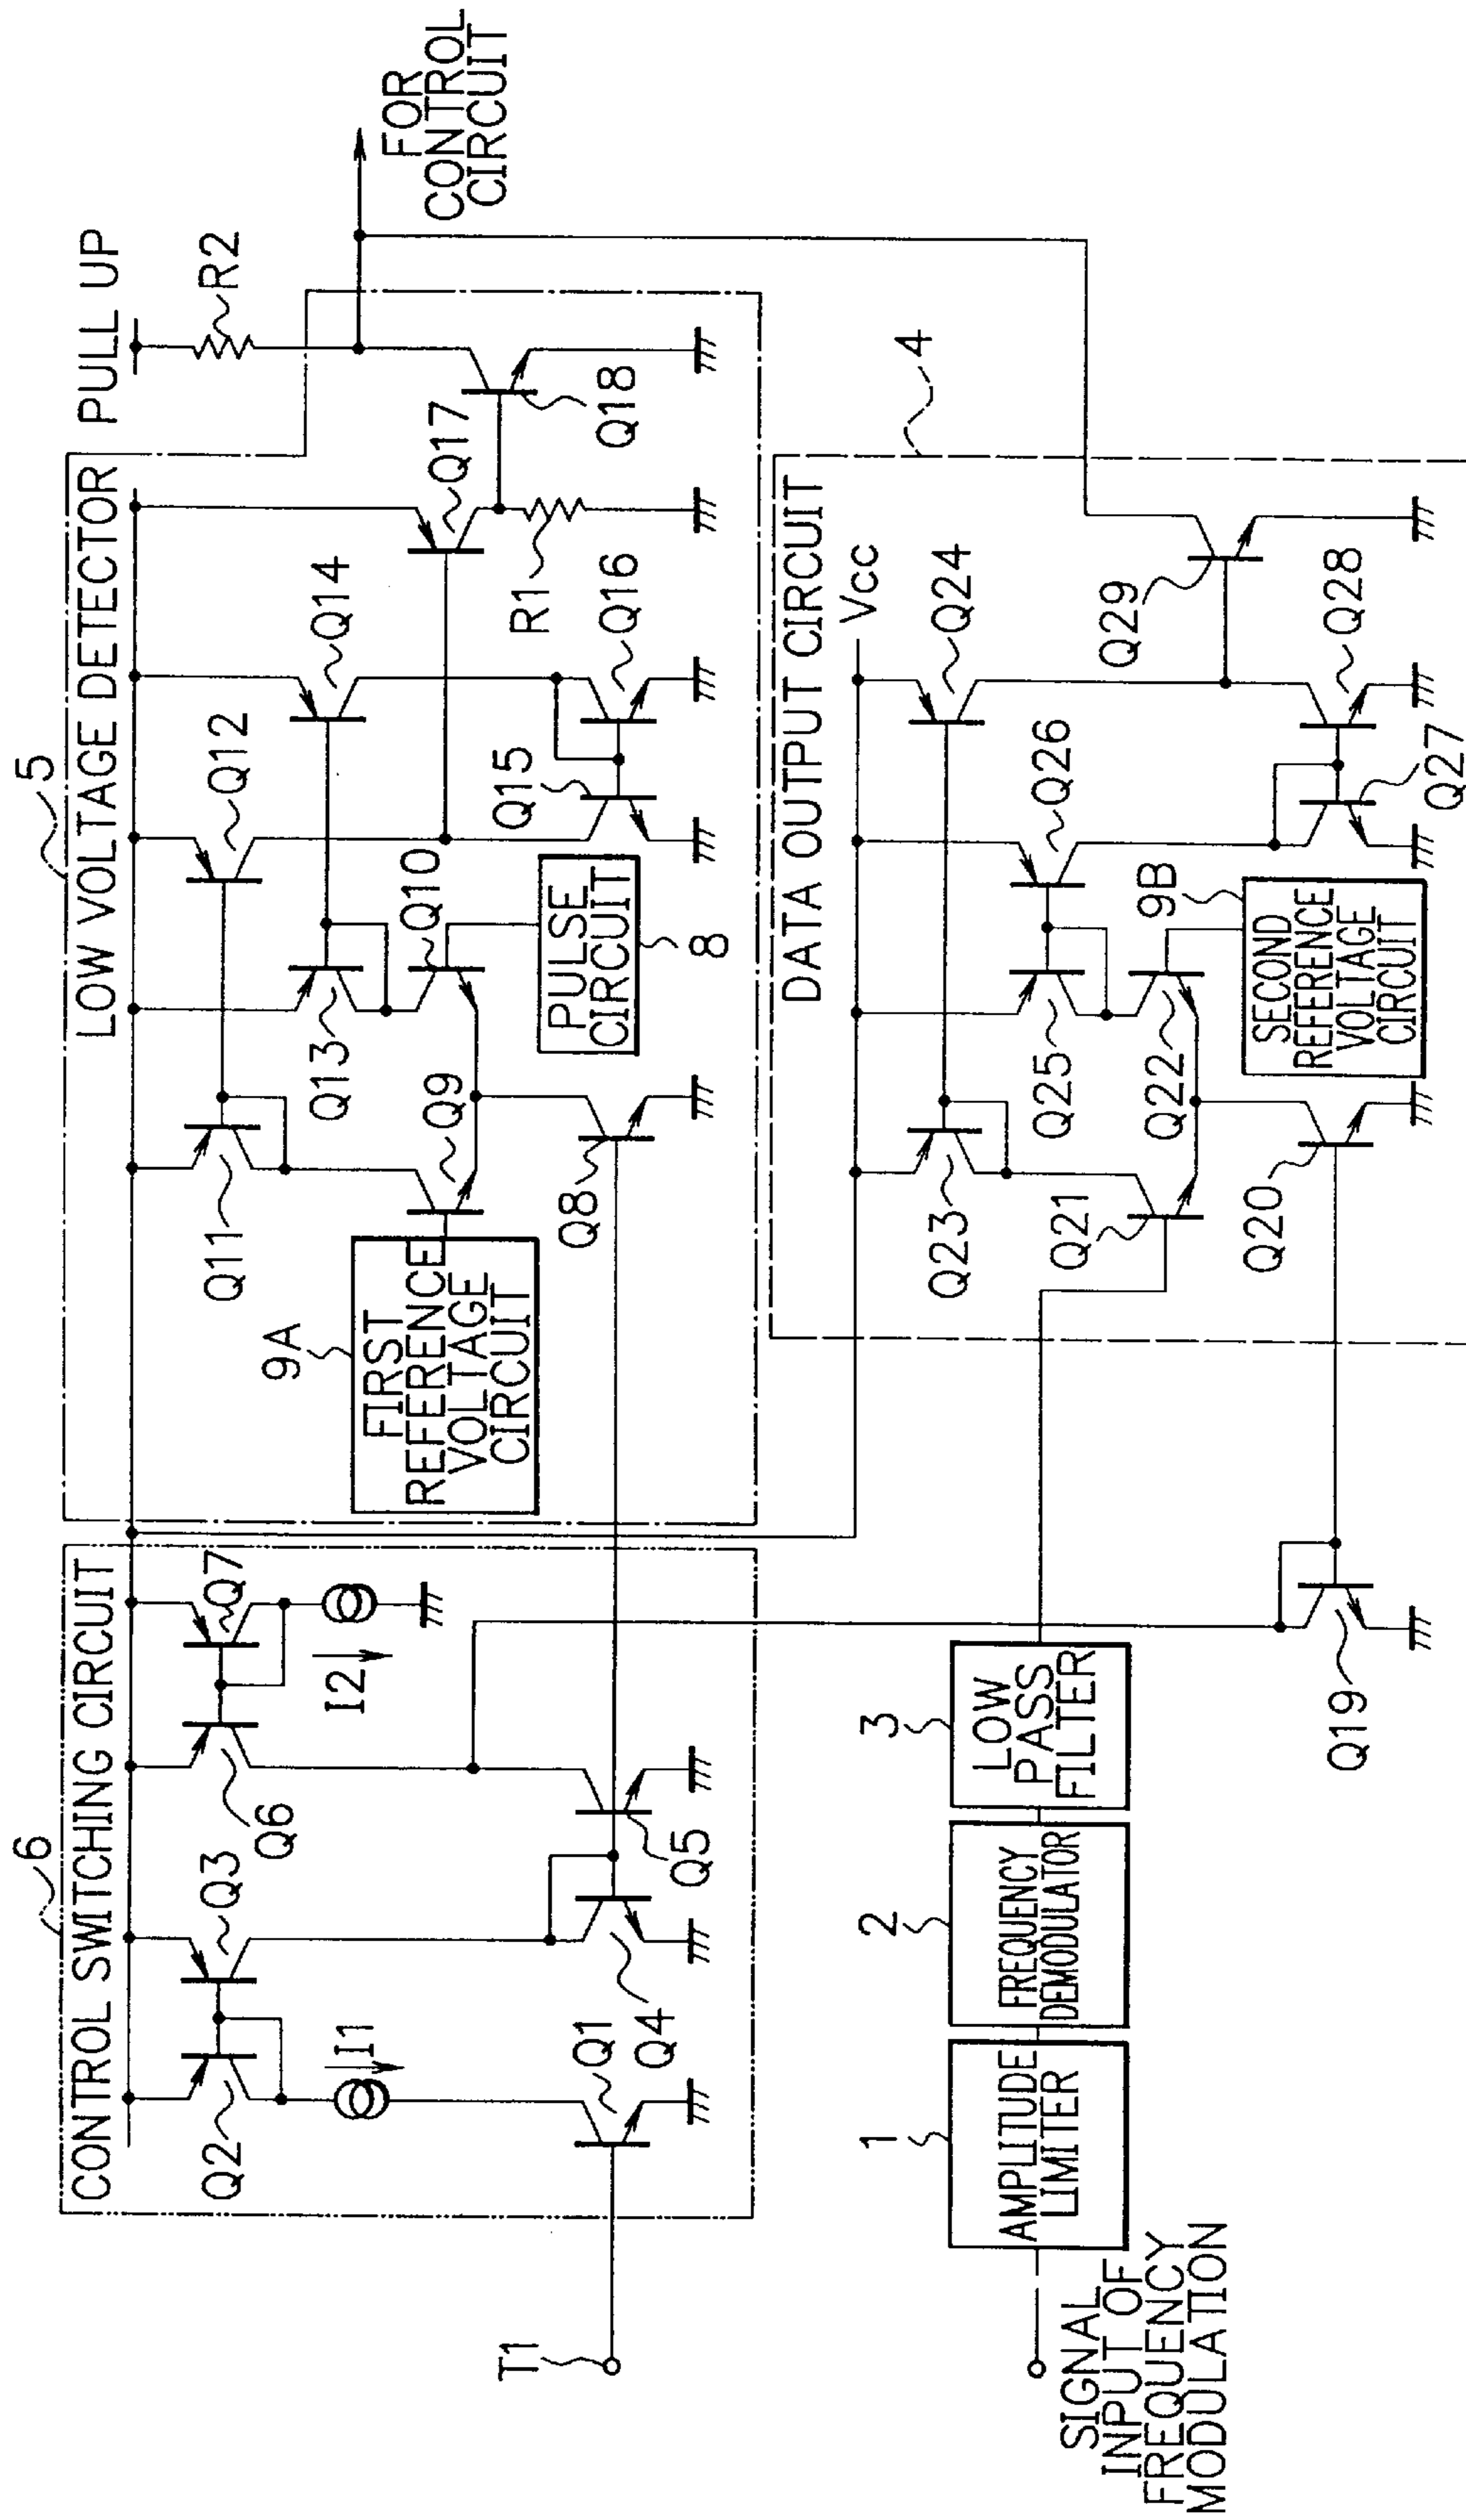 6
CONTROL SWITCHING CIRCUIT
Q2
Q3
Q6
Q7
I1
I2
Q1
Q4
Q5
T1
5
LOW VOLTAGE DETECTOR
PULL UP
R2
Q11
Q12
Q13
Q14
Q17
Q9
Q10
9A
FIRST
REFERENCE
VOLTAGE
CIRCUIT
Q8
PULSE
CIRCUIT
8
Q15
Q16
R1
Q18
FOR
CONTROL
CIRCUIT
4
DATA OUTPUT CIRCUIT
Vcc
Q23
Q24
Q25
Q26
Q21
Q22
9B
SECOND
REFERENCE
VOLTAGE
CIRCUIT
Q20
Q27
Q28
Q29
Q19
SIGNAL
INPUT OF
FREQUENCY
MODULATION
1
AMPLITUDE
LIMITER
2
FREQUENCY
DEMODULATOR
3
LOW
PASS
FILTER